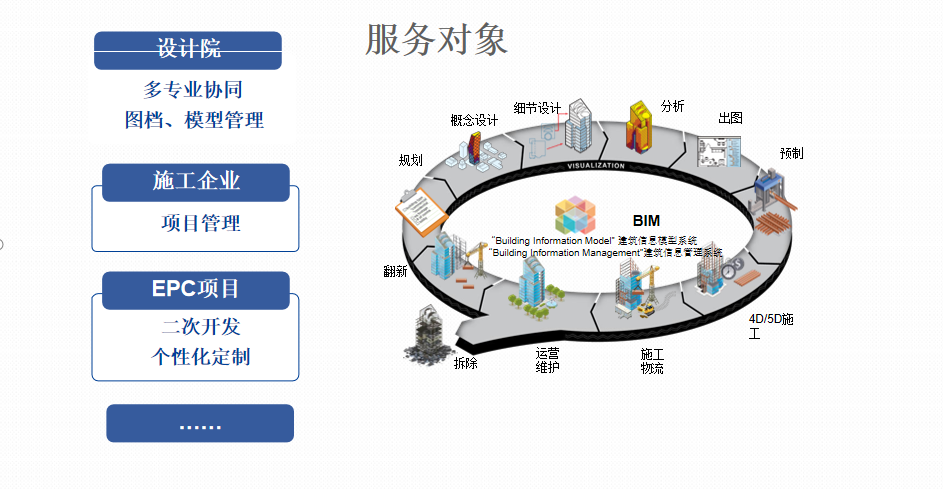 服务对象
设计院
多专业协同
图档、模型管理
施工企业
项目管理
EPC项目
二次开发
个性化定制
……
规划
概念设计
细节设计
分析
出图
预制
4D/5D施
工
施工
物流
运营
维护
拆除
翻新
VISUALIZATION
BIM
"Building Information Model" 建筑信息模型系统
"Building Information Management"建筑信息管理系统